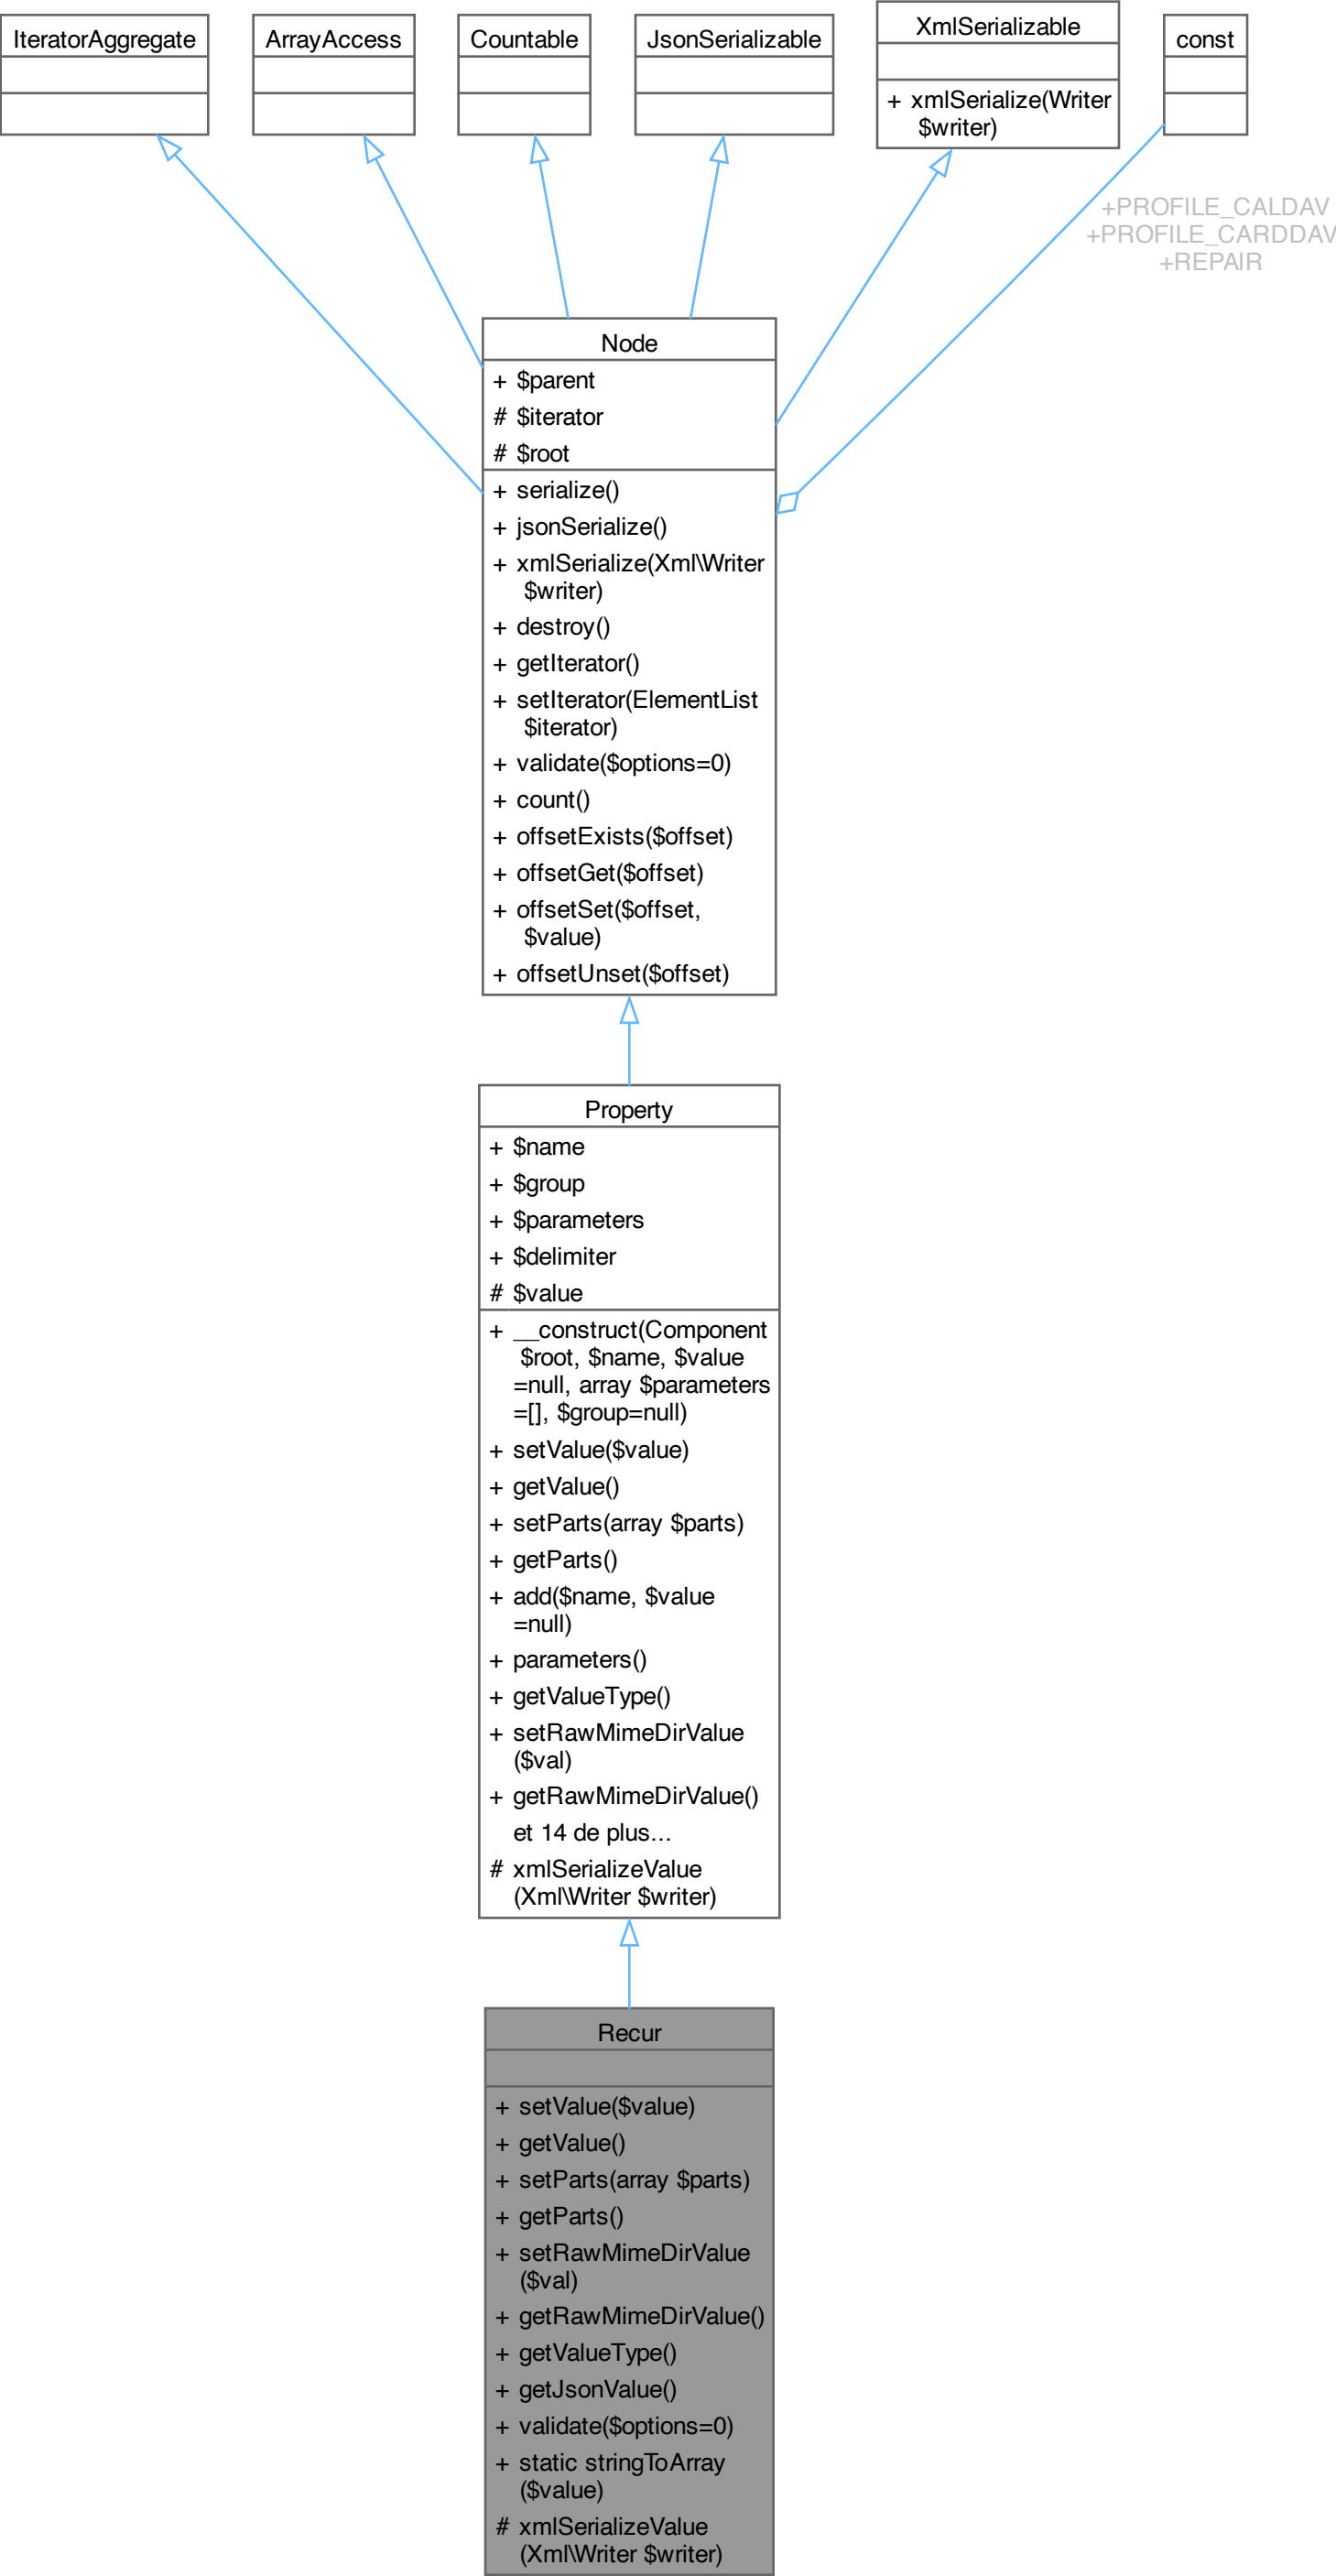 IteratorAggregate
ArrayAccess
Countable
JsonSerializable
XmlSerializable
+ xmlSerialize(Writer
$writer)
const
+PROFILE_CALDAV
+PROFILE_CARDDAV
+REPAIR
Node
+ $parent
# $iterator
# $root
+ serialize()
+ jsonSerialize()
+ xmlSerialize(Xml\Writer
$writer)
+ destroy()
+ getIterator()
+ setIterator(ElementList
$iterator)
+ validate($options=0)
+ count()
+ offsetExists($offset)
+ offsetGet($offset)
+ offsetSet($offset,
$value)
+ offsetUnset($offset)
Property
+ $name
+ $group
+ $parameters
+ $delimiter
# $value
+ __construct(Component
$root, $name, $value
=null, array $parameters
=[], $group=null)
+ setValue($value)
+ getValue()
+ setParts(array $parts)
+ getParts()
+ add($name, $value
=null)
+ parameters()
+ getValueType()
+ setRawMimeDirValue
($val)
+ getRawMimeDirValue()
et 14 de plus...
# xmlSerializeValue
(Xml\Writer $writer)
Recur
+ setValue($value)
+ getValue()
+ setParts(array $parts)
+ getParts()
+ setRawMimeDirValue
($val)
+ getRawMimeDirValue()
+ getValueType()
+ getJsonValue()
+ validate($options=0)
+ static stringToArray
($value)
# xmlSerializeValue
(Xml\Writer $writer)